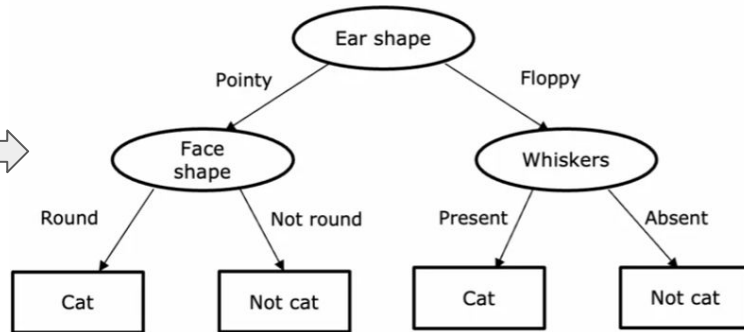 Ear shape
Pointy
Floppy
Face
shape
Whiskers
Round
Not round
Present
Absent
Cat
Not cat
Cat
Not cat